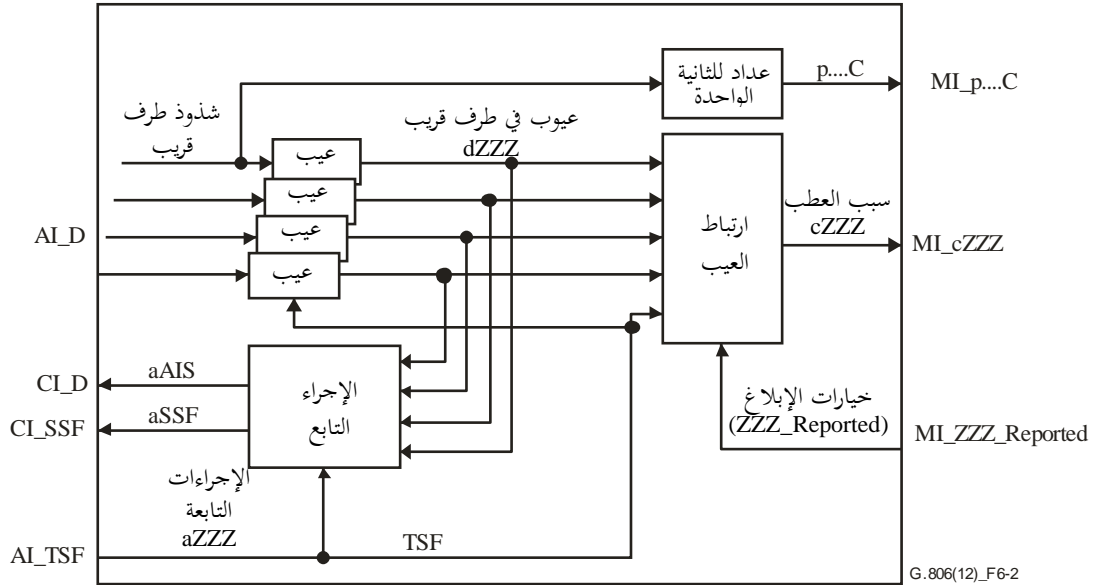 عداد للثانية
الواحدة
p....C
MI_p....C
شذوذ طرف
قريب
عيوب في طرف قريب
dZZZ
عيب
عيب
عيب
عيب
AI_D
ارتباط
العيب
سبب العطب
cZZZ
MI_cZZZ
CI_D
aAIS
CI_SSF
aSSF
الإجراء
التابع
خيارات الإبلاغ
(ZZZ_Reported)
MI_ZZZ_Reported
الإجراءات
التابعة
aZZZ
AI_TSF
TSF
G.806(12)_F6-2